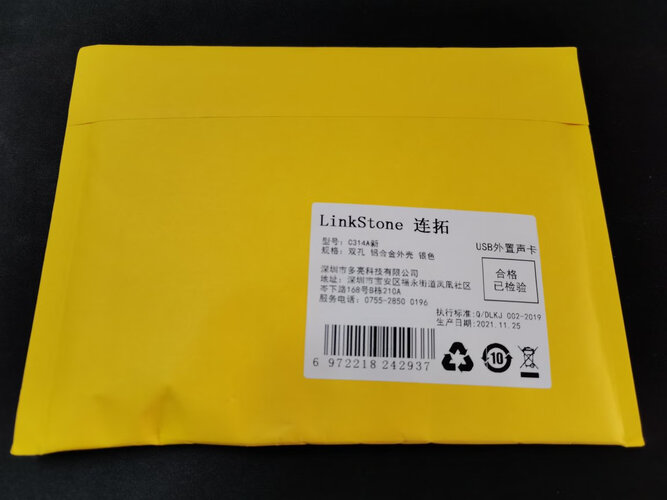 LinkStone 连拓
型号: C314A新
规格: 双孔 铝合金外壳 银色
USB外置声卡
深圳市多亮科技有限公司
地址: 深圳市宝安区福永街道凤凰社区
岑下路168号B栋210A
服务电话: 0755-2850 0196
合格
已检验
执行标准:Q/DLKJ 002-2019
生产日期:2021.11.25
6 972218 242937
10